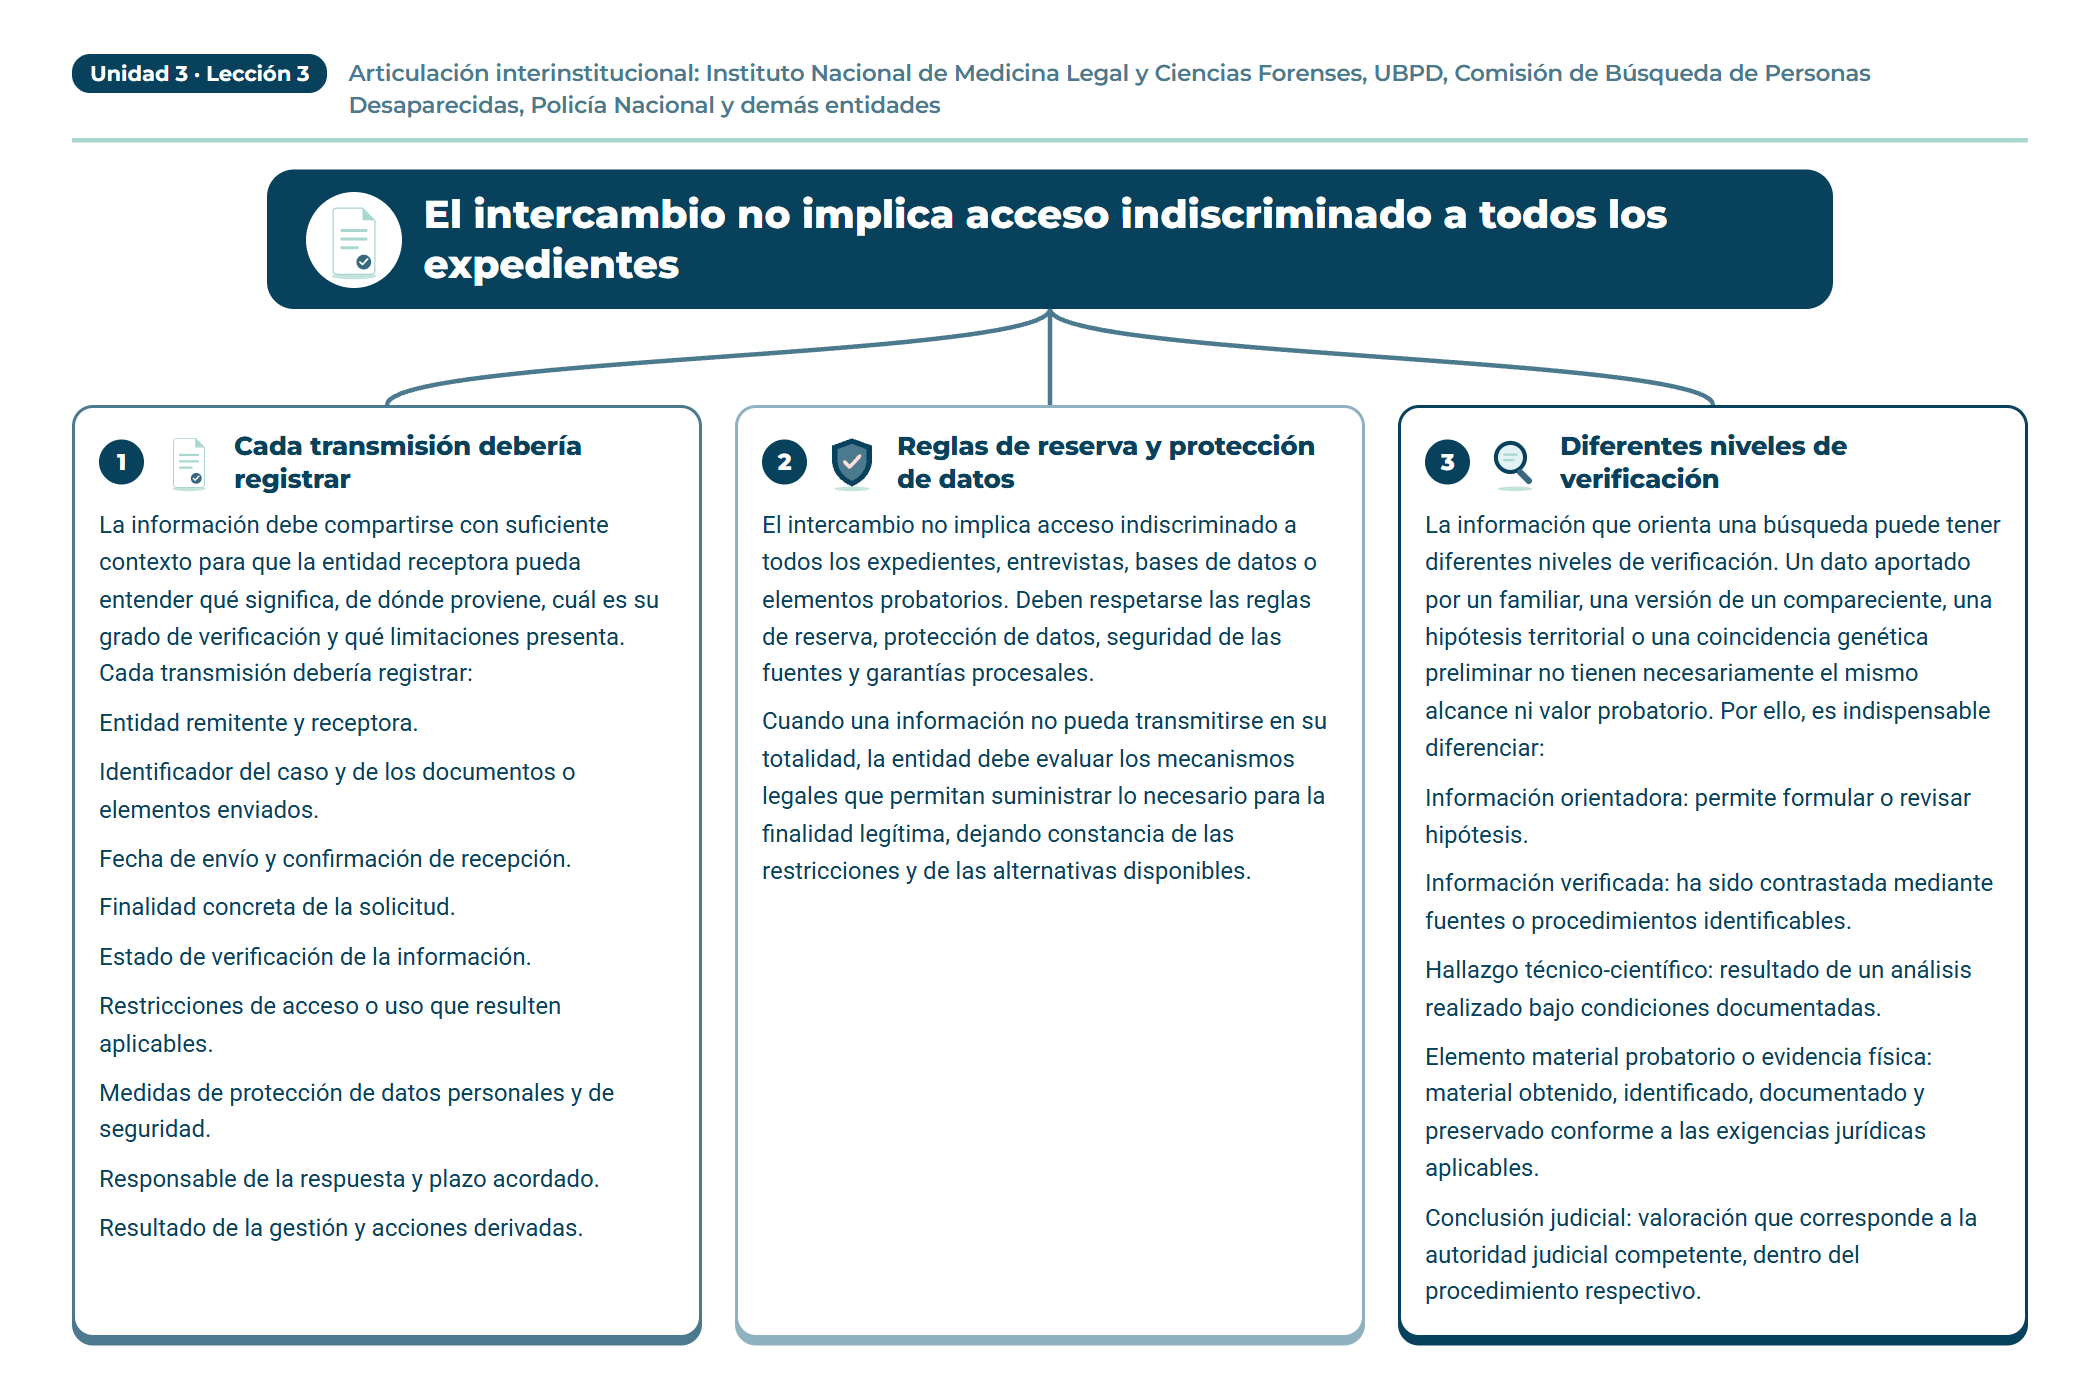 Unidad 3 · Lección 3
Articulación interinstitucional: Instituto Nacional de Medicina Legal y Ciencias Forenses, UBPD, Comisión de Búsqueda de Personas
Desaparecidas, Policía Nacional y demás entidades
El intercambio no implica acceso indiscriminado a todos los
expedientes
1
Cada transmisión debería
registrar
La información debe compartirse con suficiente
contexto para que la entidad receptora pueda
entender qué significa, de dónde proviene, cuál es su
grado de verificación y qué limitaciones presenta.
Cada transmisión debería registrar:
Entidad remitente y receptora.
Identificador del caso y de los documentos o
elementos enviados.
Fecha de envío y confirmación de recepción.
Finalidad concreta de la solicitud.
Estado de verificación de la información.
Restricciones de acceso o uso que resulten
aplicables.
Medidas de protección de datos personales y de
seguridad.
Responsable de la respuesta y plazo acordado.
Resultado de la gestión y acciones derivadas.
2
Reglas de reserva y protección
de datos
El intercambio no implica acceso indiscriminado a
todos los expedientes, entrevistas, bases de datos o
elementos probatorios. Deben respetarse las reglas
de reserva, protección de datos, seguridad de las
fuentes y garantías procesales.
Cuando una información no pueda transmitirse en su
totalidad, la entidad debe evaluar los mecanismos
legales que permitan suministrar lo necesario para la
finalidad legítima, dejando constancia de las
restricciones y de las alternativas disponibles.
3
Diferentes niveles de
verificación
La información que orienta una búsqueda puede tener
diferentes niveles de verificación. Un dato aportado
por un familiar, una versión de un compareciente, una
hipótesis territorial o una coincidencia genética
preliminar no tienen necesariamente el mismo
alcance ni valor probatorio. Por ello, es indispensable
diferenciar:
Información orientadora: permite formular o revisar
hipótesis.
Información verificada: ha sido contrastada mediante
fuentes o procedimientos identificables.
Hallazgo técnico-científico: resultado de un análisis
realizado bajo condiciones documentadas.
Elemento material probatorio o evidencia física:
material obtenido, identificado, documentado y
preservado conforme a las exigencias jurídicas
aplicables.
Conclusión judicial: valoración que corresponde a la
autoridad judicial competente, dentro del
procedimiento respectivo.